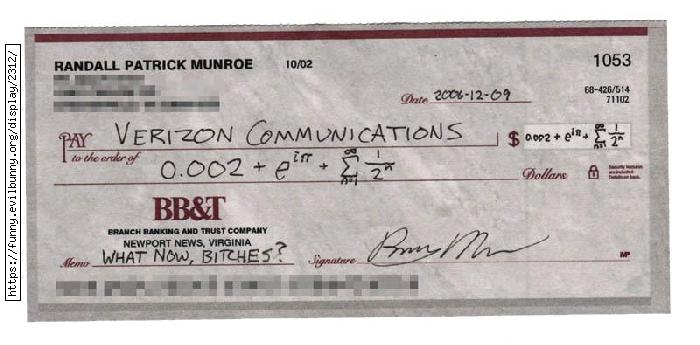 https://funny.evilbunny.org/display/2312/
RANDALL PATRICK MUNROE 10/02 1053
Date 2006-12-09 68-426/514
71102
PAY to the order of VERIZON COMMUNICATIONS $ 0.002 + e^{iπ} + ∑_{n=1}^{∞} 1/2^n
0.002 + e^{iπ} + ∑_{n=1}^{∞} 1/2^n Dollars
BB&T
BRANCH BANKING AND TRUST COMPANY
NEWPORT NEWS, VIRGINIA
Memo WHAT NOW, BITCHES? Signature MP